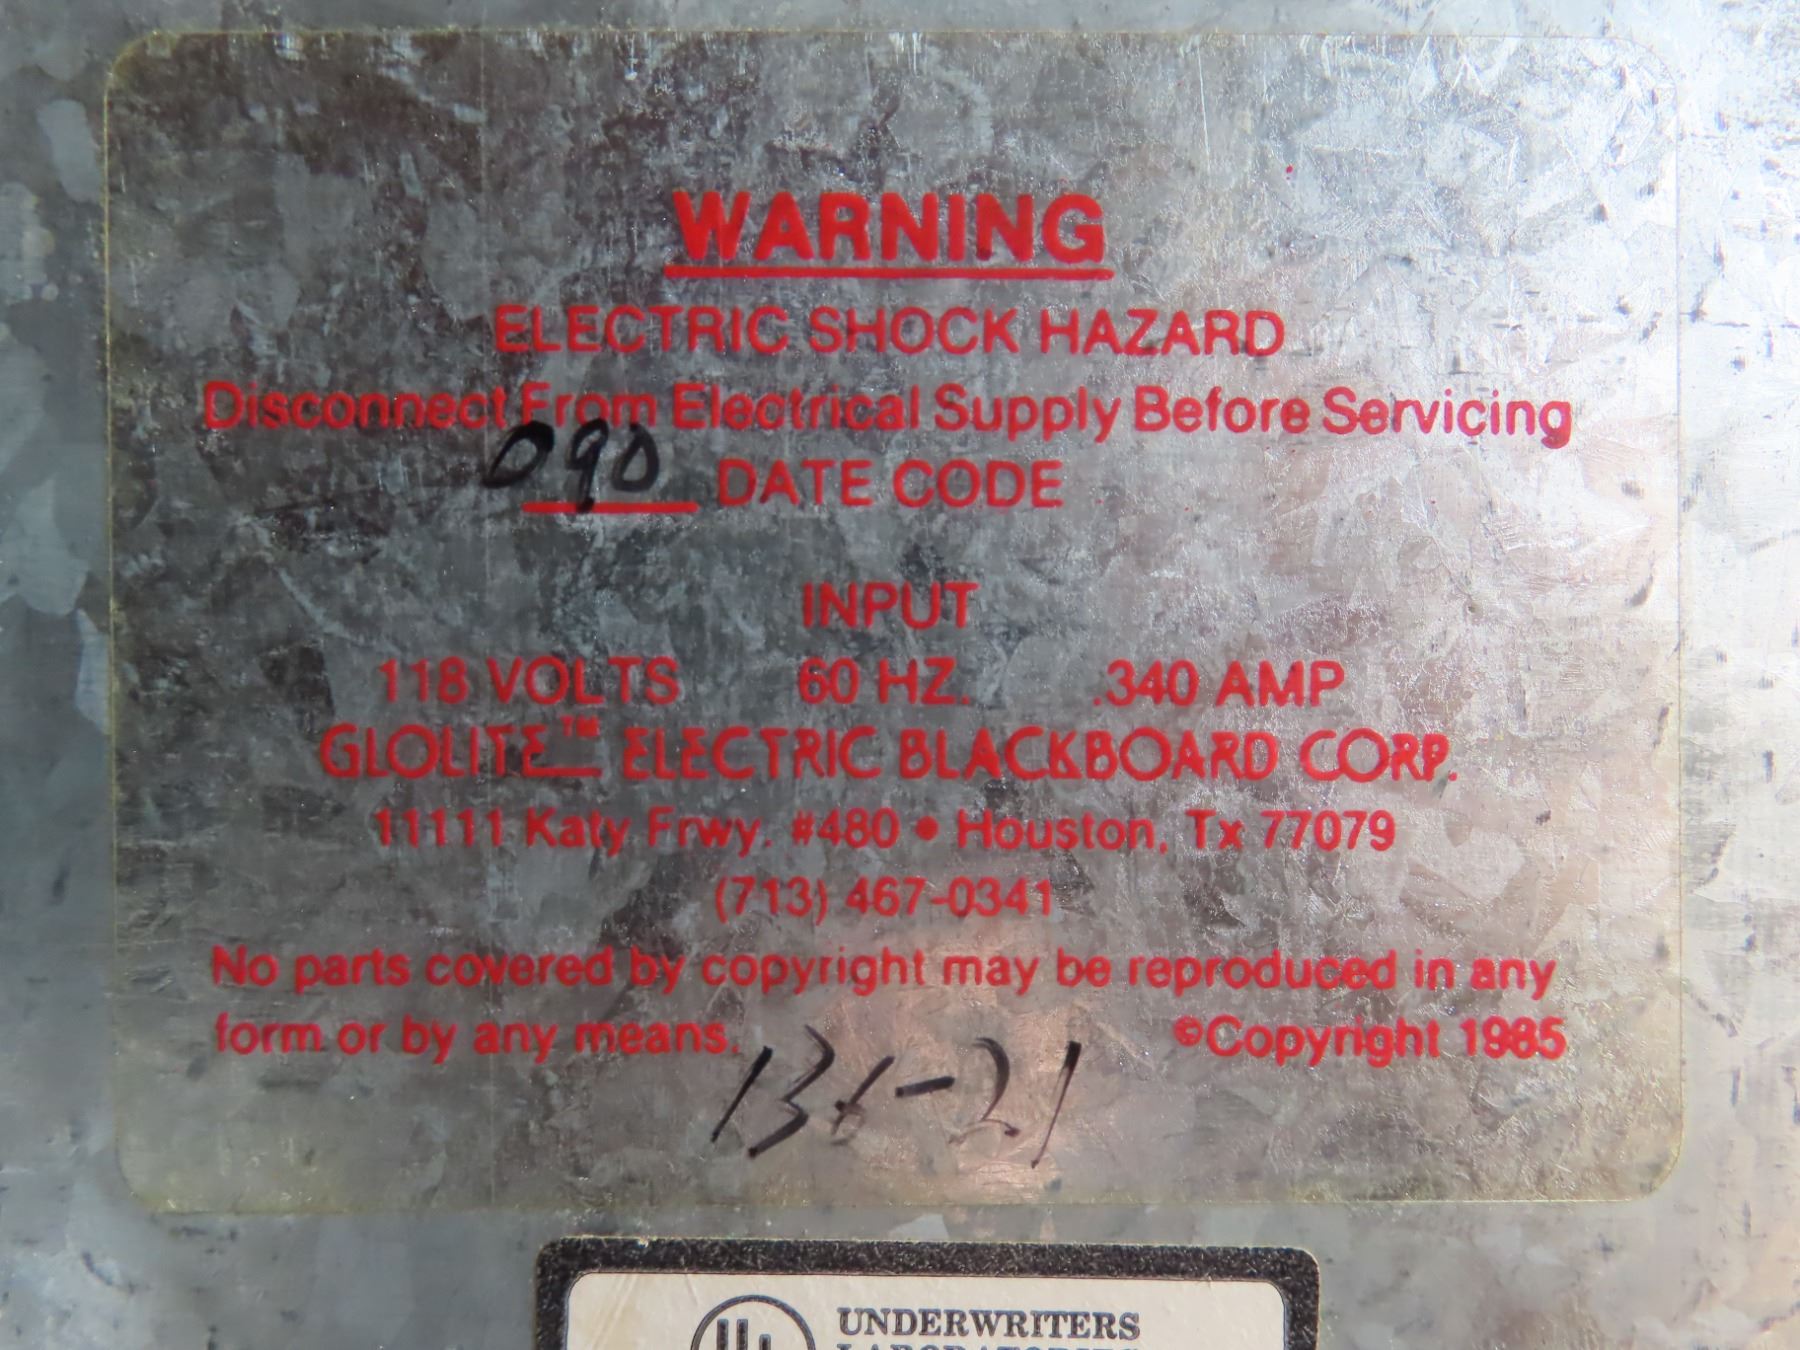 WARNING
ELECTRIC SHOCK HAZARD
Disconnect From Electrical Supply Before Servicing
090 DATE CODE
INPUT
118 VOLTS 60 HZ. .340 AMP
GLOLITE™ ELECTRIC BLACKBOARD CORP.
11111 Katy Frwy. #480 • Houston, Tx 77079
(713) 467-0341
No parts covered by copyright may be reproduced in any
form or by any means. ©Copyright 1985
UL UNDERWRITERS